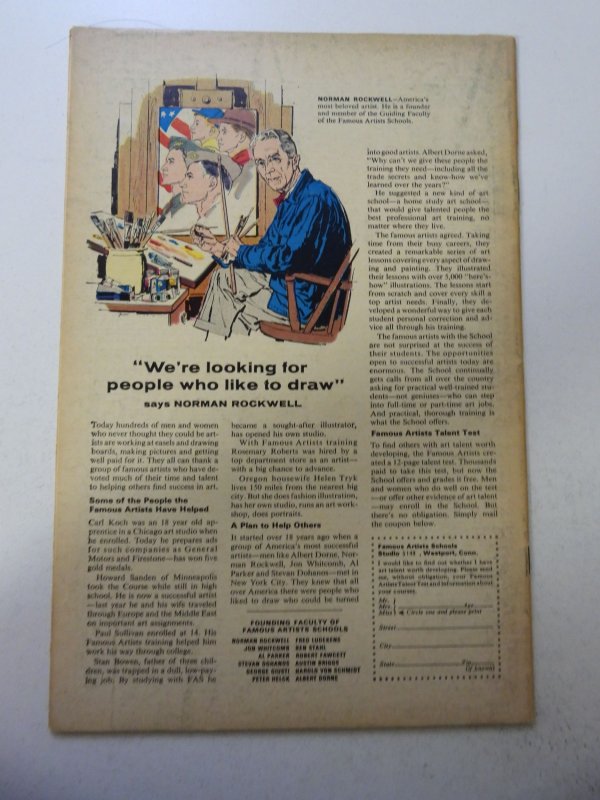 NORMAN ROCKWELL—America's
most beloved artist. He is a founder
and member of the Guiding Faculty
of the Famous Artists Schools.
"We're looking for
people who like to draw"
says NORMAN ROCKWELL
Today hundreds of men and women
who never thought they could be art-
ists are working at easels and drawing
boards, making pictures and getting
well paid for it. They all can thank a
group of famous artists who have de-
voted much of their time and talent
to helping others find success in art.
Some of the People the
Famous Artists Have Helped
Carl Koch was an 18 year old ap-
prentice in a Chicago art studio when
he enrolled. Today he prepares ads
for such companies as General
Motors and Firestone—has won five
gold medals.
Howard Sanden of Minneapolis
took the Course while still in high
school. He is now a successful artist
—last year he and his wife traveled
through Europe and the Middle East
on important art assignments.
Paul Sullivan enrolled at 14. His
Famous Artists training helped him
work his way through college.
Stan Bowen, father of three chil-
dren, was trapped in a dull, low-pay-
ing job. By studying with FAS he
became a sought-after illustrator,
has opened his own studio.
With Famous Artists training
Rosemary Roberts was hired by a
top department store as an artist—
with a big chance to advance.
Oregon housewife Helen Tryk
lives 150 miles from the nearest big
city. But she does fashion illustration,
has her own studio, runs an art work-
shop, does portraits.
A Plan to Help Others
It started over 18 years ago when a
group of America's most successful
artists—men like Albert Dorne, Nor-
man Rockwell, Jon Whitcomb, Al
Parker and Stevan Dohanos—met in
New York City. They knew that all
over America there were people who
liked to draw who could be turned
FOUNDING FACULTY OF
FAMOUS ARTISTS SCHOOLS
NORMAN ROCKWELL FRED LUDEKENS
JON WHITCOMB BEN STAHL
AL PARKER ROBERT FAWCETT
STEVAN DOHANOS AUSTIN BRIGGS
GEORGE GIUSTI HAROLD VON SCHMIDT
PETER HELCK ALBERT DORNE
into good artists. Albert Dorne asked,
"Why can't we give these people the
training they need—including all the
trade secrets and know-how we've
learned over the years?"
He suggested a new kind of art
school—a home study art school—
that would give talented people the
best professional art training, no
matter where they live.
The famous artists agreed. Taking
time from their busy careers, they
created a remarkable series of art
lessons covering every aspect of draw-
ing and painting. They illustrated
their lessons with over 5,000 "here's-
how" illustrations. The lessons start
from scratch and cover every skill a
top artist needs. Finally, they de-
veloped a wonderful way to give each
student personal correction and ad-
vice all through his training.
The famous artists with the School
are not surprised at the success of
their students. The opportunities
open to successful artists today are
enormous. The School continually
gets calls from all over the country
asking for practical well-trained stu-
dents—not geniuses—who can step
into full-time or part-time art jobs.
And practical, thorough training is
what the School offers.
Famous Artists Talent Test
To find others with art talent worth
developing, the Famous Artists cre-
ated a 12-page talent test. Thousands
paid to take this test, but now the
School offers and grades it free. Men
and women who do well on the test
—or offer other evidence of art talent
—may enroll in the School. But
there's no obligation. Simply mail
the coupon below.
Famous Artists Schools
Studio Westport, Conn.
I would like to find out whether I have
art talent worth developing. Please send
me, without obligation, your Famous
Artists Talent Test and information about
your courses.
Mr.
Mrs. Age
Miss Circle one and please print
Street
City
State Zip
If known